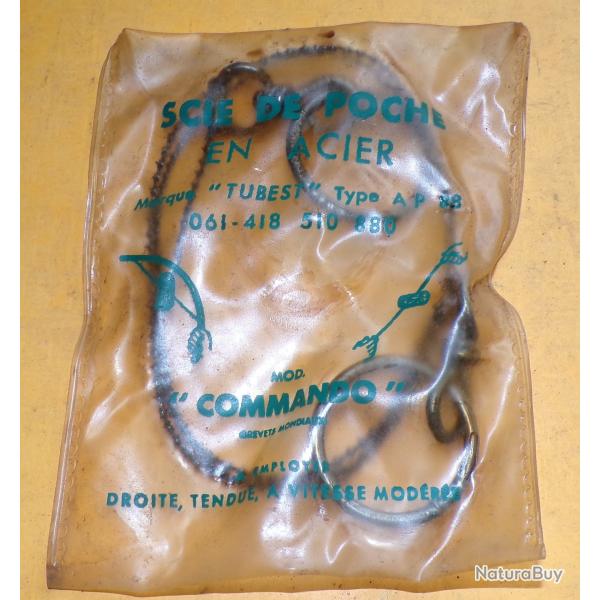 SCIE DE POCHE
EN ACIER
Marque "TUBEST" Type A P 88
061-418 510 880
MOD.
"COMMANDO"
(BREVETS MONDIAUX)
A EMPLOYER
DROITE, TENDUE, A VITESSE MODÉRÉE
NaturaBuy